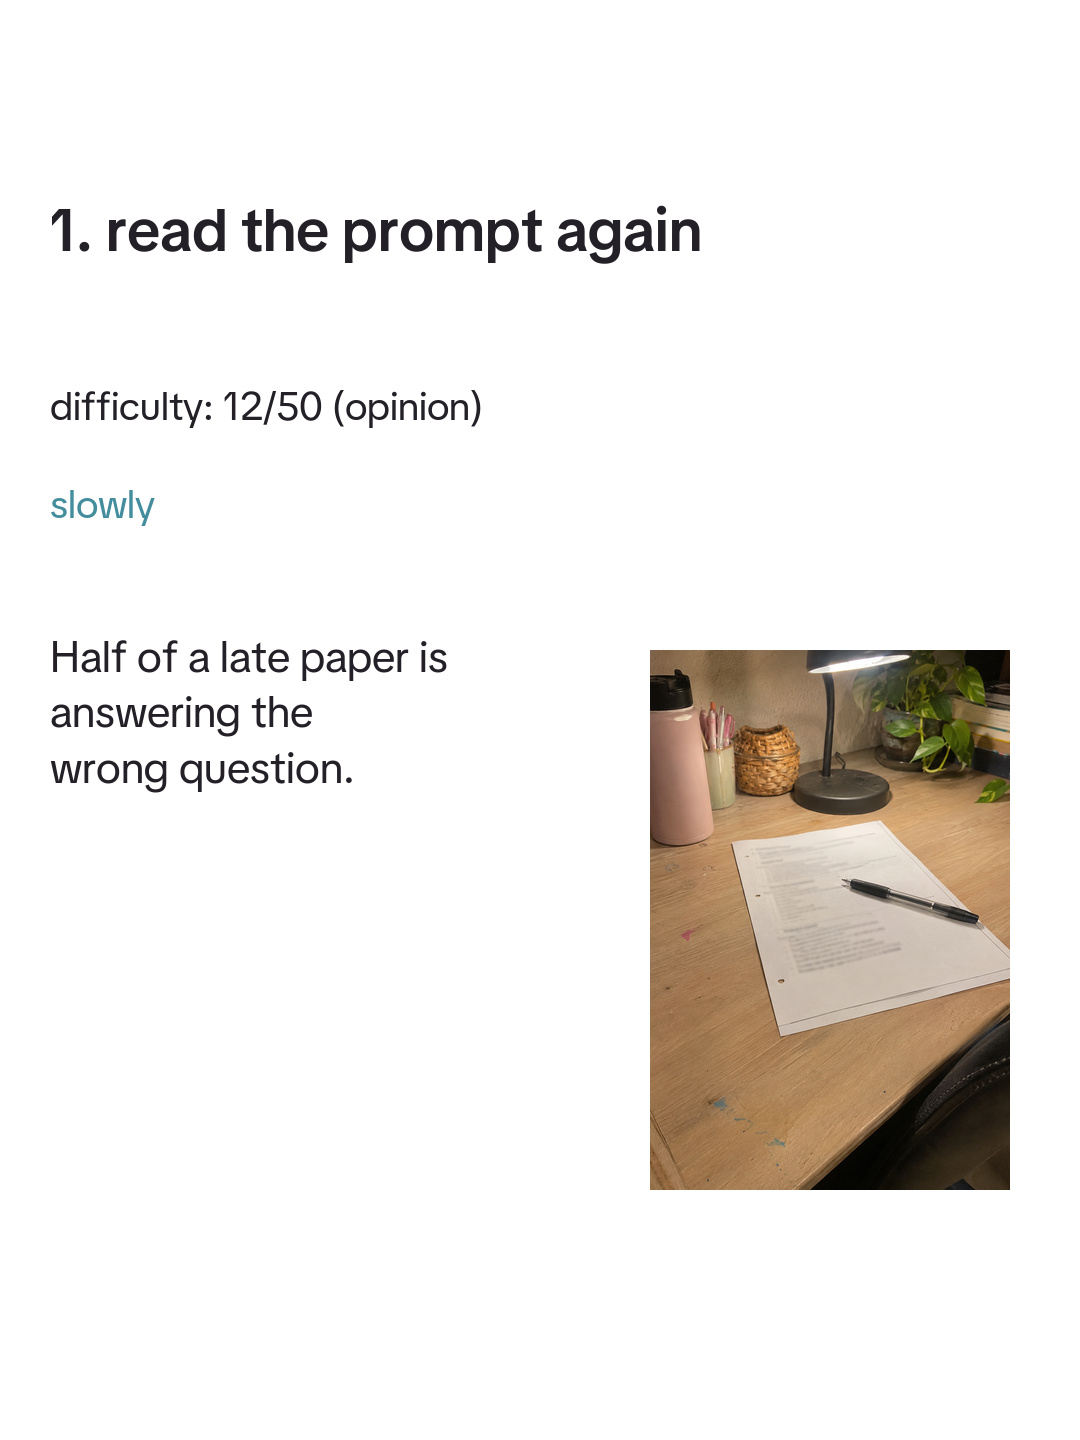 1. read the prompt again
difficulty: 12/50 (opinion)
slowly
Half of a late paper is
answering the
wrong question.